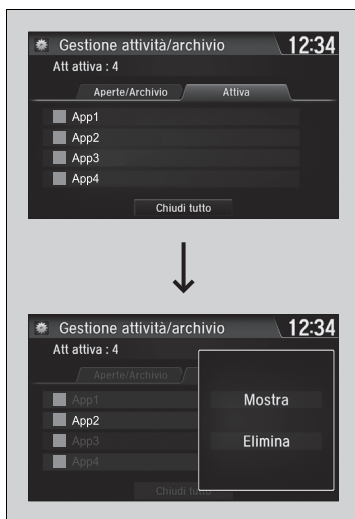 Gestione attività/archivio 12:34
Att attiva : 4
Aperte/Archivio Attiva
App1
App2
App3
App4
Chiudi tutto
Gestione attività/archivio 12:34
Att attiva : 4
Aperte/Archivio
App1
App2
App3
App4
Chiudi tutto
Mostra
Elimina